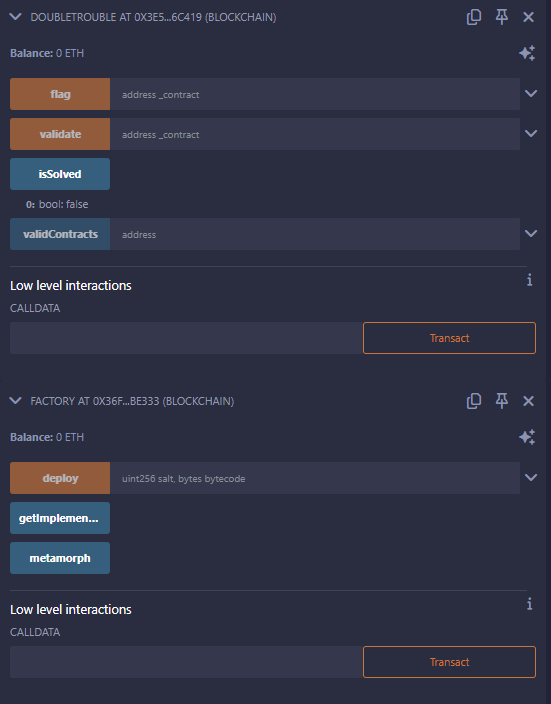 DOUBLETROUBLE AT 0X3E5...6C419 (BLOCKCHAIN)
Balance: 0 ETH
flag address _contract
validate address _contract
isSolved
0: bool: false
validContracts address
Low level interactions
CALLDATA
Transact
FACTORY AT 0X36F...BE333 (BLOCKCHAIN)
Balance: 0 ETH
deploy uint256 salt, bytes bytecode
getImplemen...
metamorph
Low level interactions
CALLDATA
Transact